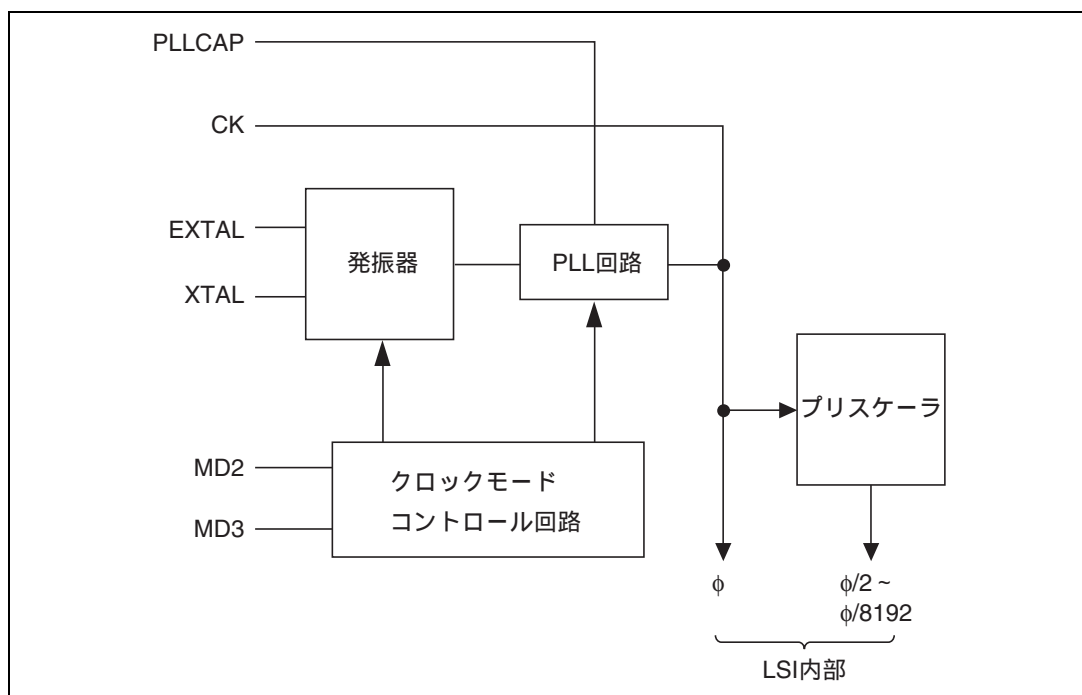 PLLCAP
CK
EXTAL
XTAL
発振器
PLL回路
プリスケーラ
MD2
MD3
クロックモード
コントロール回路
φ
φ/2 ~
φ/8192
LSI内部